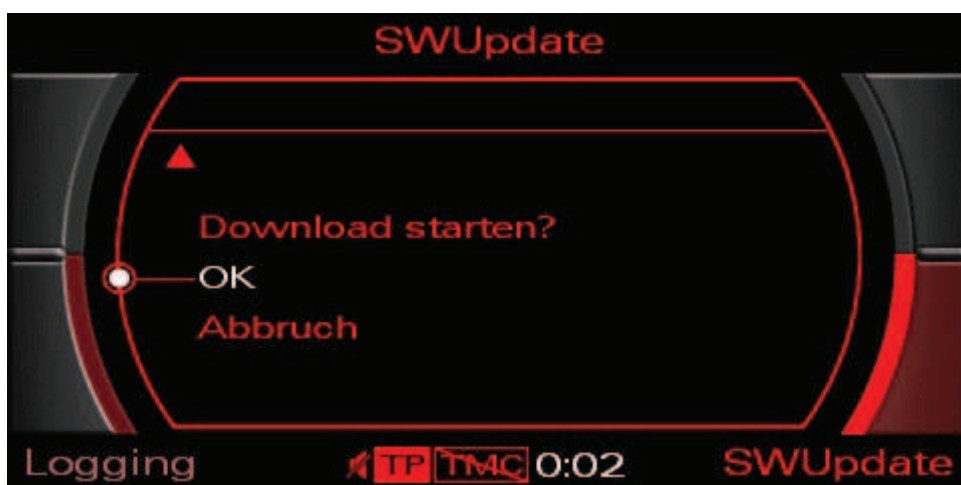 SWUpdate
Download starten?
OK
Abbruch
Logging TP TMC 0:02 SWUpdate